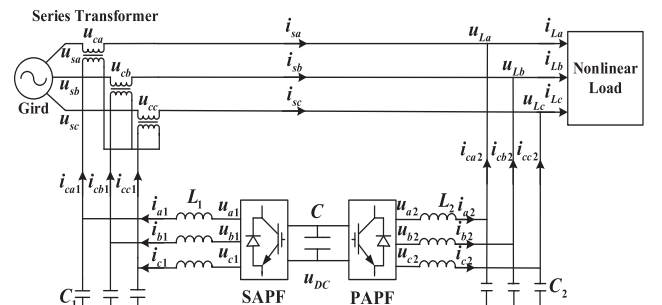 Series Transformer
u_ca
i_sa
u_La
i_La
u_sa
u_cb
i_sb
u_Lb
i_Lb
Nonlinear
Load
u_sb
u_cc
i_sc
u_Lc
i_Lc
Gird
u_sc
i_ca1
i_cb1
i_cc1
i_ca2
i_cb2
i_cc2
i_a1
L_1
u_a1
C
u_a2
L_2
i_a2
i_b1
u_b1
u_b2
i_b2
i_c1
u_c1
u_DC
u_c2
i_c2
C_2
SAPF
PAPF